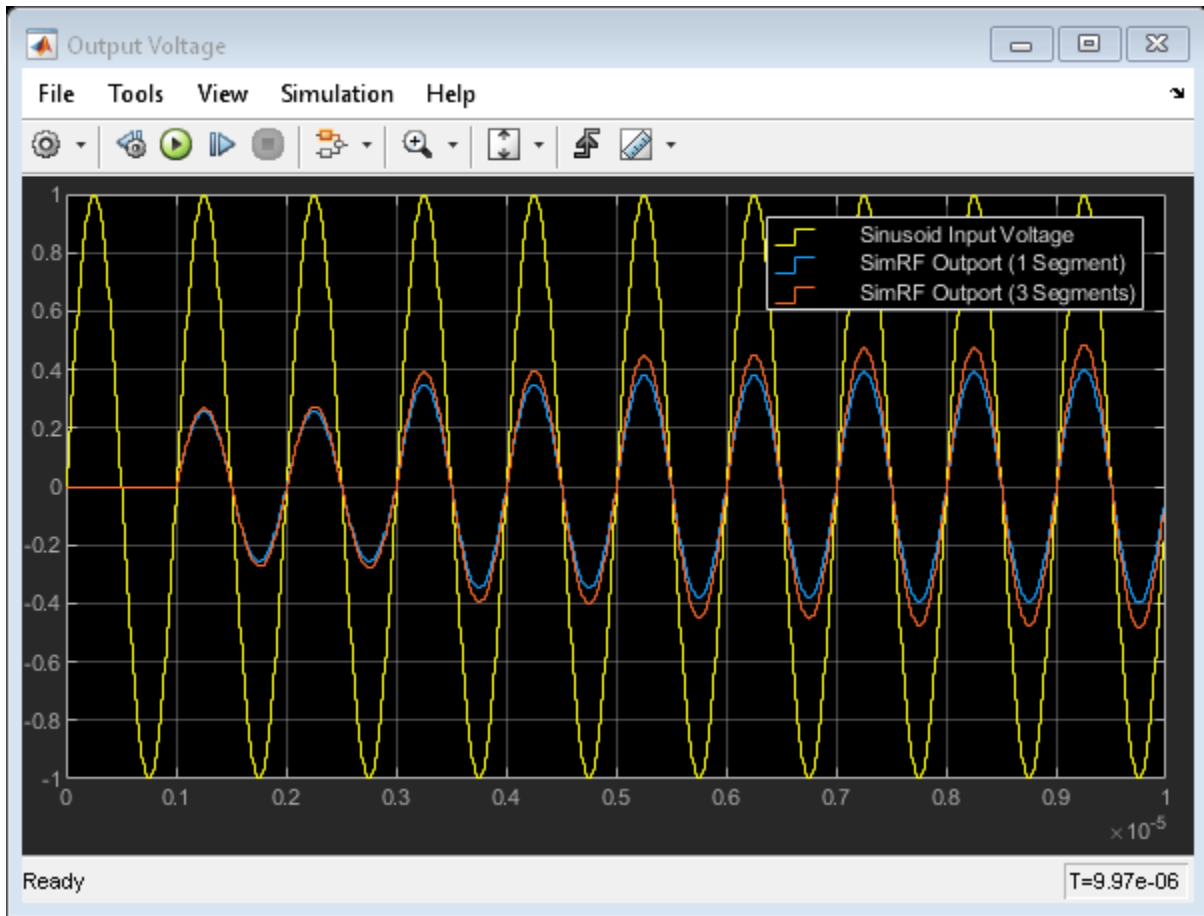 Output Voltage
File Tools View Simulation Help
1
0.8
0.6
0.4
0.2
0
-0.2
-0.4
-0.6
-0.8
-1
Sinusoid Input Voltage
SimRF Outport (1 Segment)
SimRF Outport (3 Segments)
0 0.1 0.2 0.3 0.4 0.5 0.6 0.7 0.8 0.9 1
×10⁻⁵
Ready T=9.97e-06